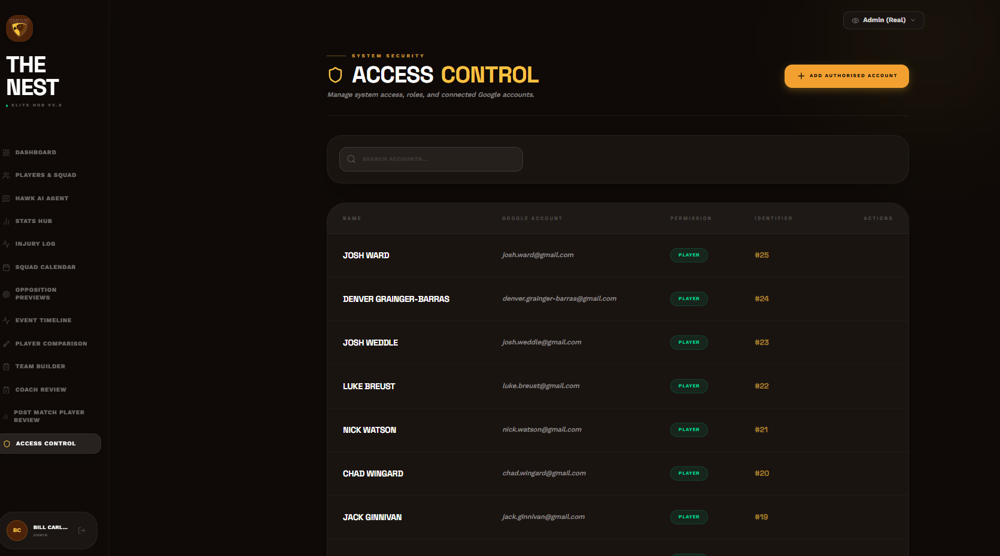 HAWKS
THE
NEST
ELITE HUB V2.6
DASHBOARD
PLAYERS & SQUAD
HAWK AI AGENT
STATS HUB
INJURY LOG
SQUAD CALENDAR
OPPOSITION
PREVIEWS
EVENT TIMELINE
PLAYER COMPARISON
TEAM BUILDER
COACH REVIEW
POST MATCH PLAYER
REVIEW
ACCESS CONTROL
BC
BILL CARL...
ADMIN
Admin (Real)
SYSTEM SECURITY
ACCESS CONTROL
Manage system access, roles, and connected Google accounts.
ADD AUTHORISED ACCOUNT
SEARCH ACCOUNTS...
NAME GOOGLE ACCOUNT PERMISSION IDENTIFIER ACTIONS
JOSH WARD josh.ward@gmail.com PLAYER #25
DENVER GRAINGER-BARRAS denver.grainger-barras@gmail.com PLAYER #24
JOSH WEDDLE josh.weddle@gmail.com PLAYER #23
LUKE BREUST luke.breust@gmail.com PLAYER #22
NICK WATSON nick.watson@gmail.com PLAYER #21
CHAD WINGARD chad.wingard@gmail.com PLAYER #20
JACK GINNIVAN jack.ginnivan@gmail.com PLAYER #19